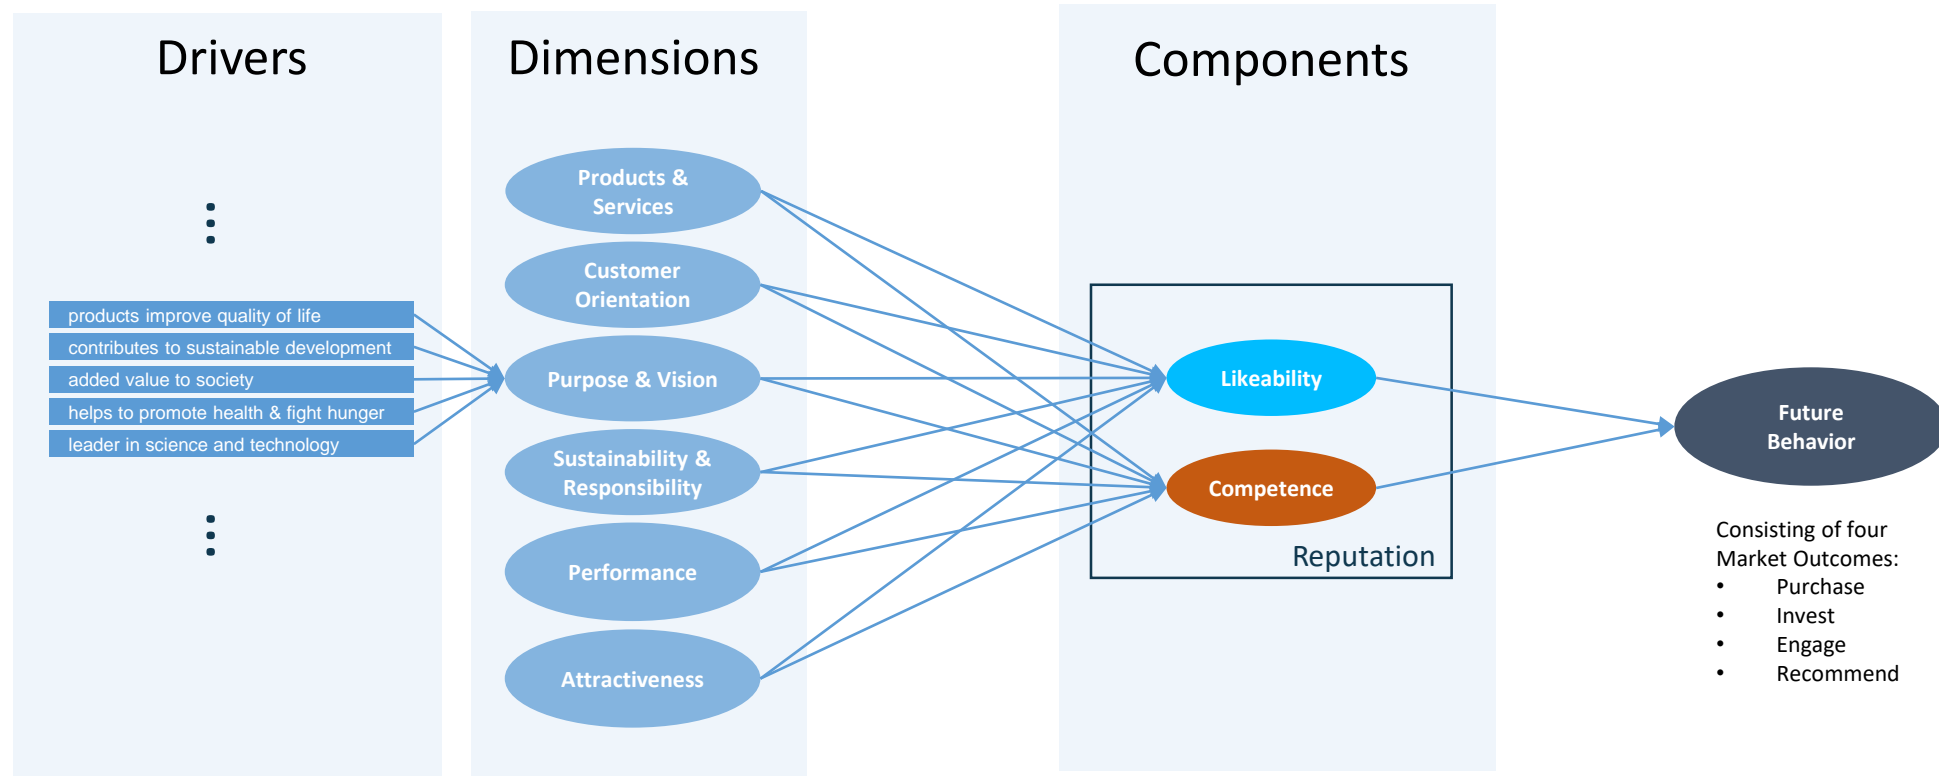 Drivers
products improve quality of life
contributes to sustainable development
added value to society
helps to promote health & fight hunger
leader in science and technology
Dimensions
Products &
Services
Customer
Orientation
Purpose & Vision
Sustainability &
Responsibility
Performance
Attractiveness
Components
Likeability
Competence
Reputation
Future
Behavior
Consisting of four
Market Outcomes:
• Purchase
• Invest
• Engage
• Recommend